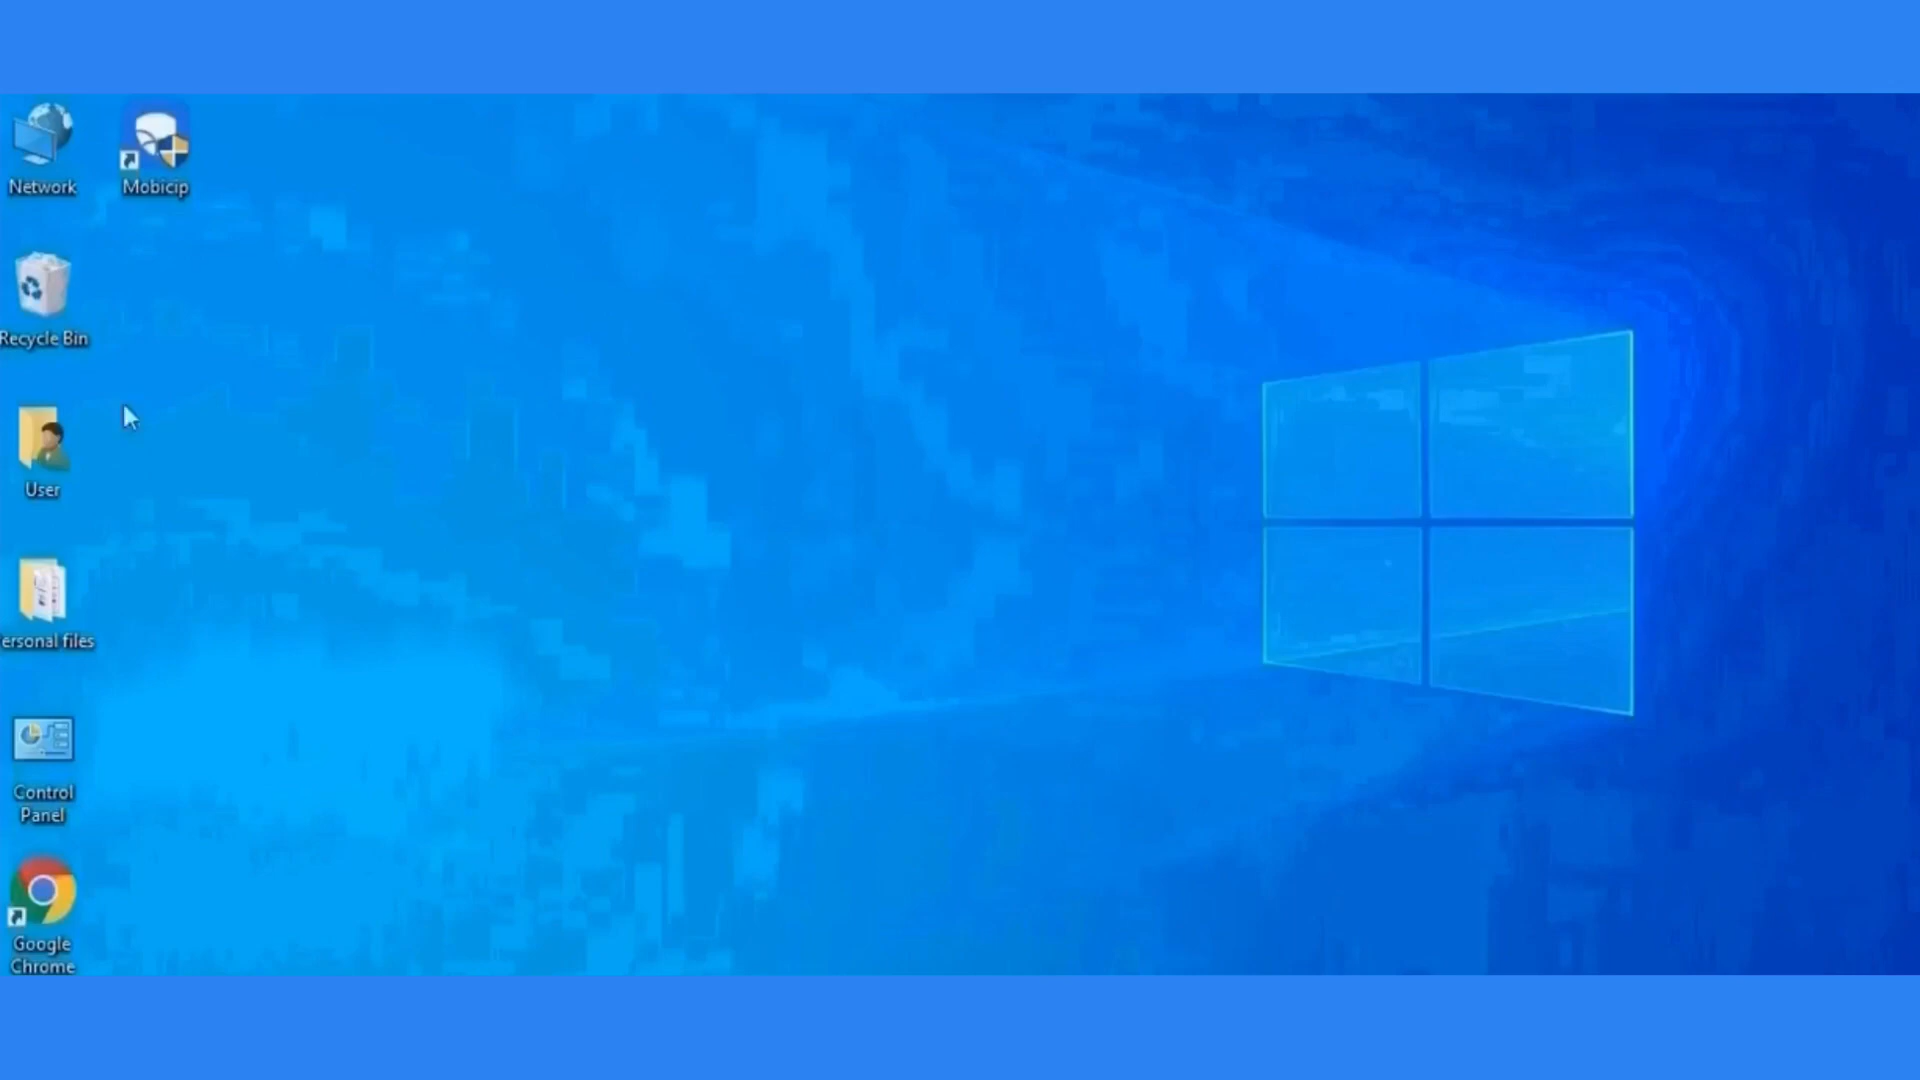 Network
Mobicip
Recycle Bin
User
ersonal files
Control
Panel
Google
Chrome